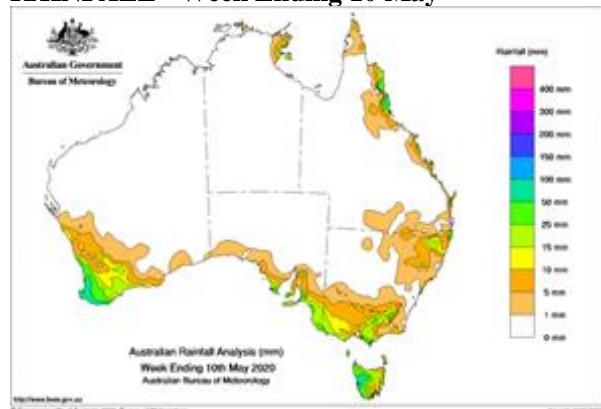 Week Ending 10 May
Australian Government
Bureau of Meteorology
Rainfall (mm)
400 mm
300 mm
200 mm
150 mm
100 mm
50 mm
25 mm
15 mm
10 mm
5 mm
1 mm
0 mm
Australian Rainfall Analysis (mm)
Week Ending 10th May 2020
Australian Bureau of Meteorology
http://www.bom.gov.au